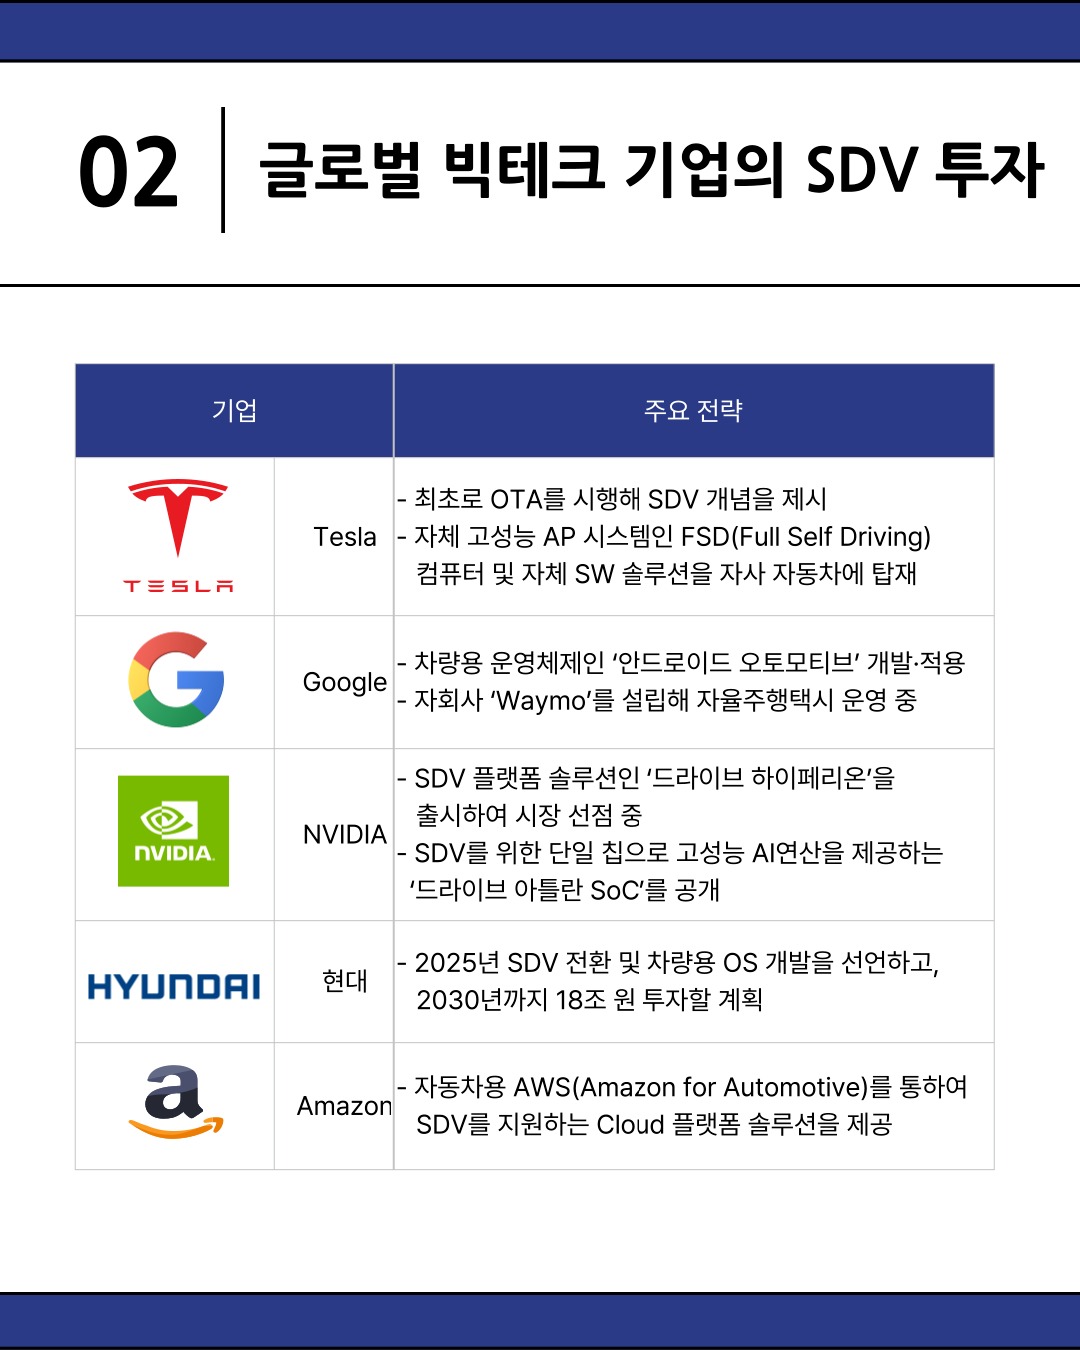 02
글로벌 빅테크 기업의 SDV 투자
기업
주요 전략
TESLA
Tesla
- 최초로 OTA를 시행해 SDV 개념을 제시
- 자체 고성능 AP 시스템인 FSD(Full Self Driving)
컴퓨터 및 자체 SW 솔루션을 자사 자동차에 탑재
G
Google
- 차량용 운영체제인 ‘안드로이드 오토모티브’ 개발·적용
- 자회사 ‘Waymo’를 설립해 자율주행택시 운영 중
NVIDIA.
NVIDIA
- SDV 플랫폼 솔루션인 ‘드라이브 하이페리온’을
출시하여 시장 선점 중
- SDV를 위한 단일 칩으로 고성능 AI연산을 제공하는
‘드라이브 아틀란 SoC’를 공개
HYUNDAI
현대
- 2025년 SDV 전환 및 차량용 OS 개발을 선언하고,
2030년까지 18조 원 투자할 계획
a
Amazon
- 자동차용 AWS(Amazon for Automotive)를 통하여
SDV를 지원하는 Cloud 플랫폼 솔루션을 제공